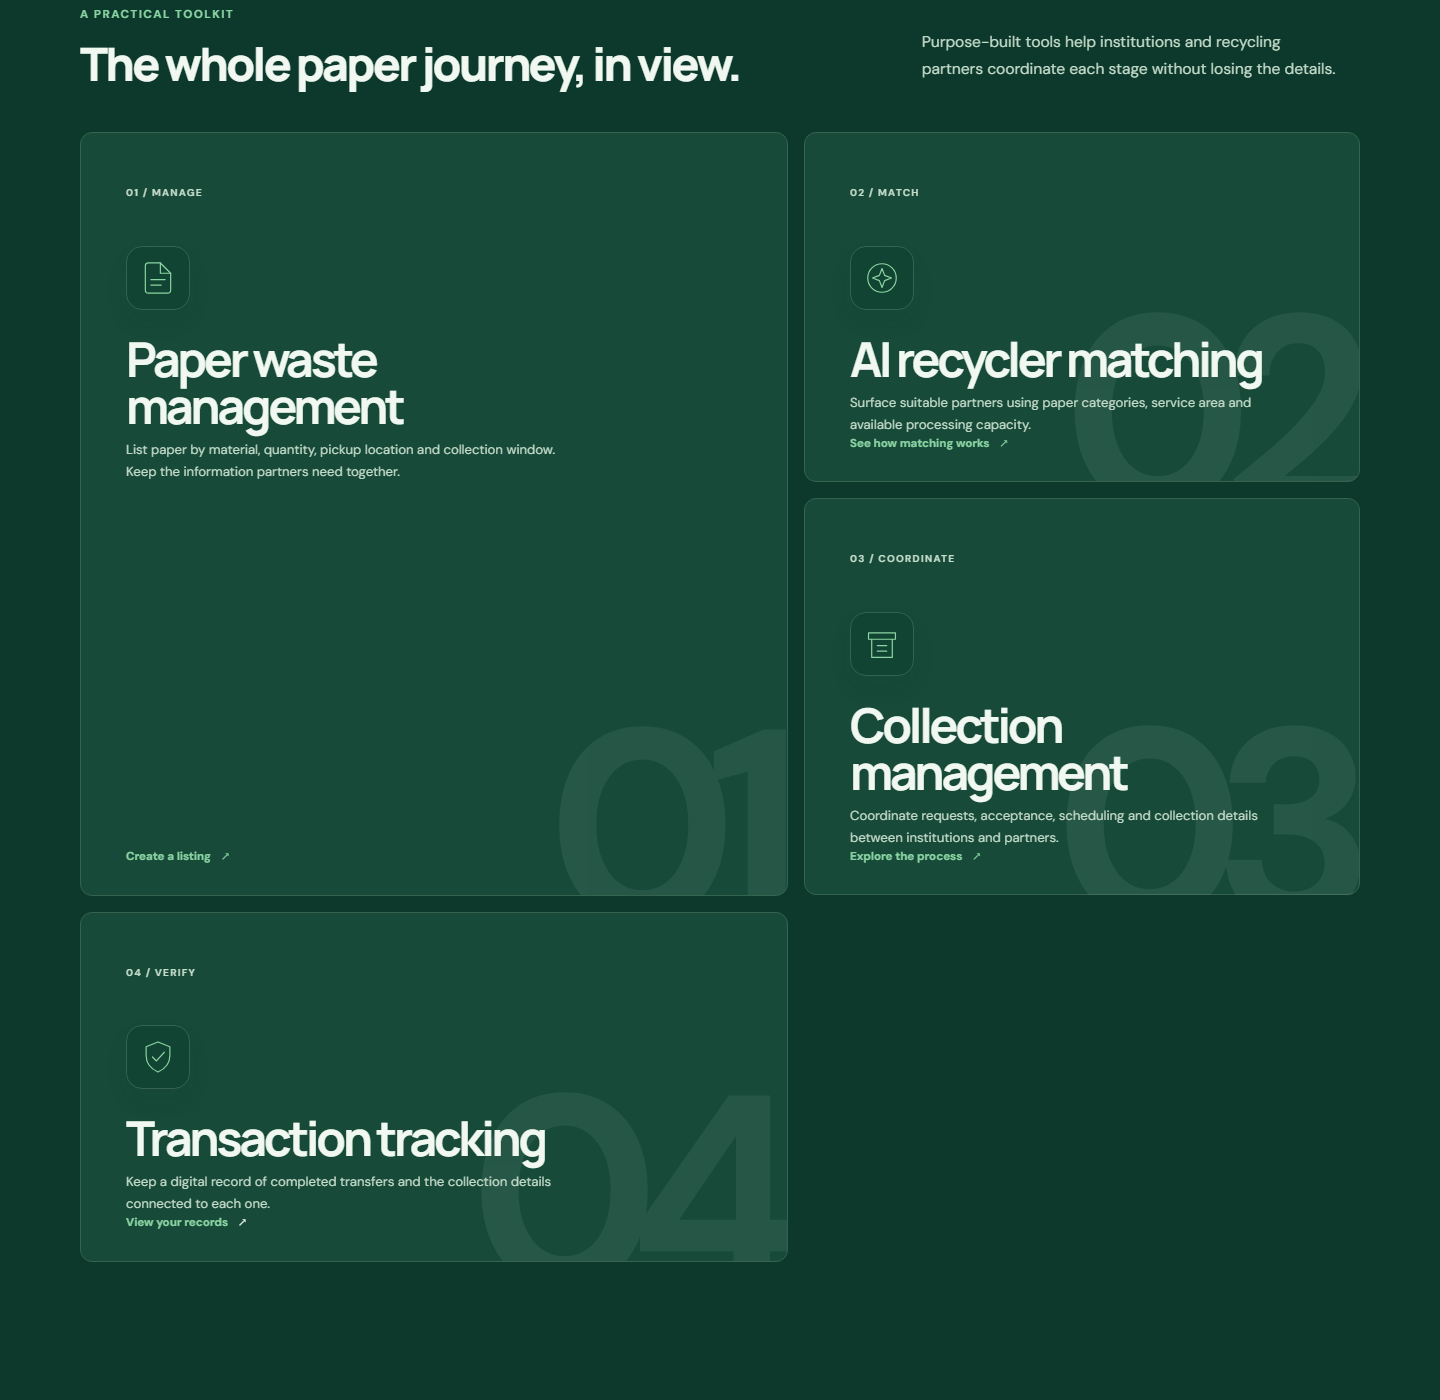 A PRACTICAL TOOLKIT
The whole paper journey, in view.
Purpose-built tools help institutions and recycling
partners coordinate each stage without losing the details.
01 / MANAGE
Paper waste
management
List paper by material, quantity, pickup location and collection window.
Keep the information partners need together.
Create a listing ↗
01
02 / MATCH
AI recycler matching
Surface suitable partners using paper categories, service area and
available processing capacity.
See how matching works ↗
02
03 / COORDINATE
Collection
management
Coordinate requests, acceptance, scheduling and collection details
between institutions and partners.
Explore the process ↗
03
04 / VERIFY
Transaction tracking
Keep a digital record of completed transfers and the collection details
connected to each one.
View your records ↗
04